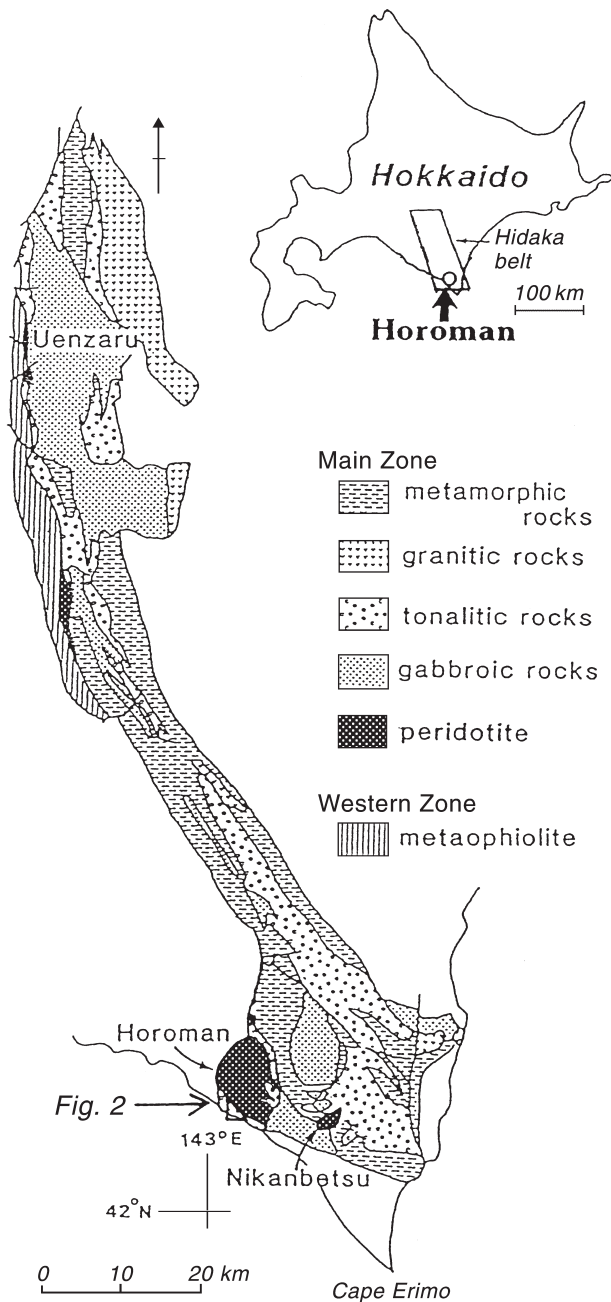 Hokkaido
Hidaka
belt
100 km
Horoman
Uenzaru
Main Zone
metamorphic
rocks
granitic rocks
tonalitic rocks
gabbroic rocks
peridotite
Western Zone
metaophiolite
Horoman
Fig. 2
143°E
Nikanbetsu
42°N
0 10 20 km
Cape Erimo